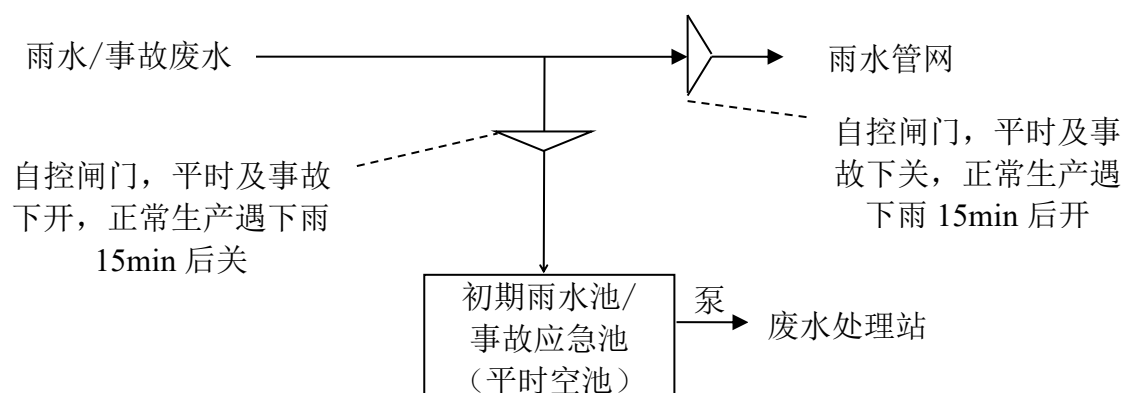 雨水/事故废水
雨水管网
自控闸门，平时及事
故下关，正常生产遇
下雨 15min 后开
自控闸门，平时及事故
下开，正常生产遇下雨
15min 后关
初期雨水池/
事故应急池
（平时空池）
泵
废水处理站